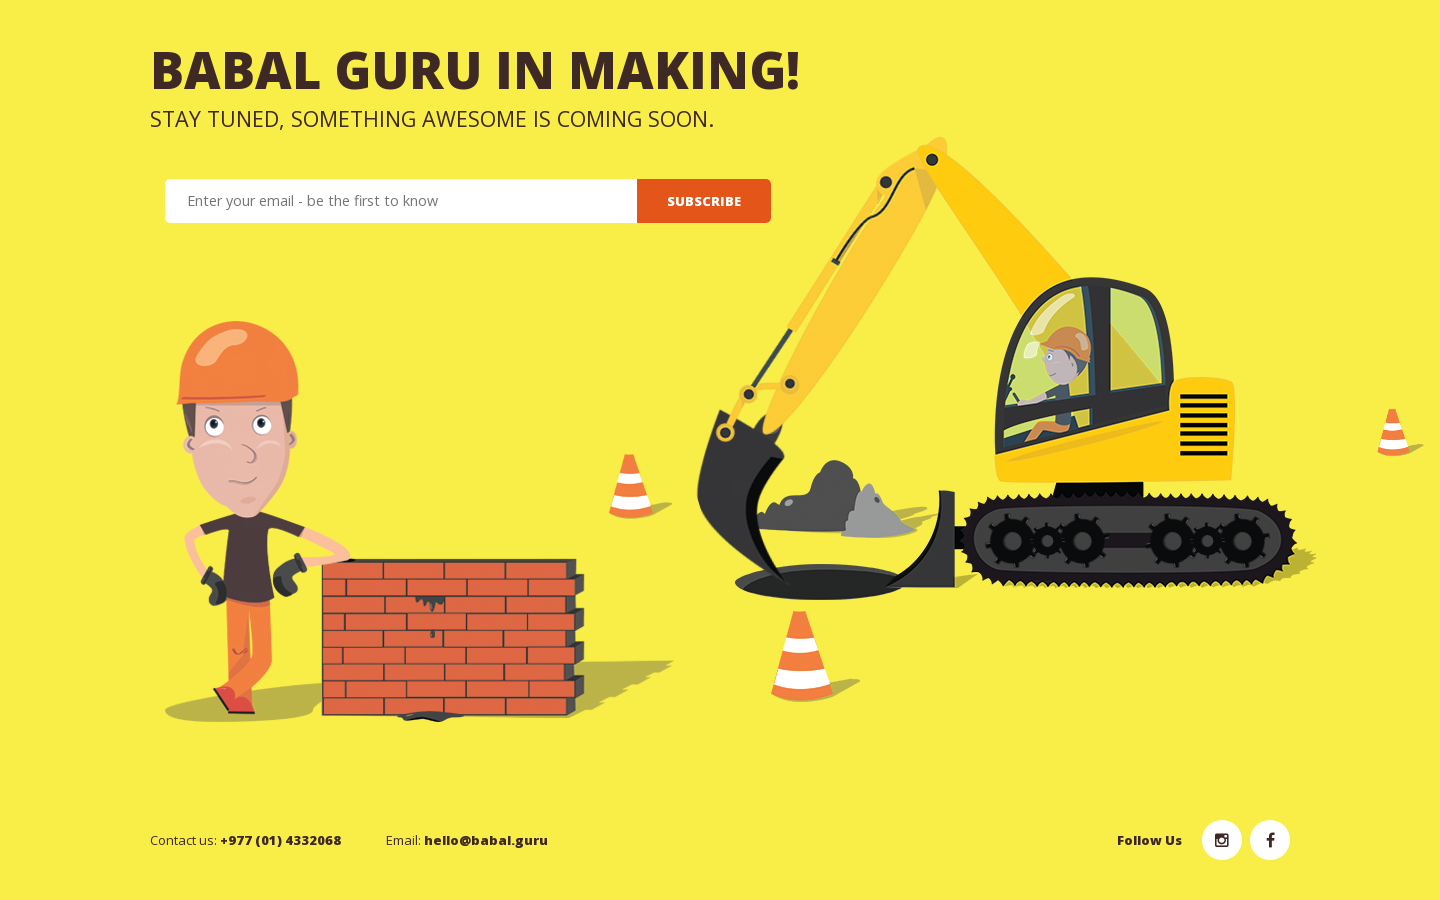 BABAL GURU IN MAKING!
STAY TUNED, SOMETHING AWESOME IS COMING SOON.
Enter your email - be the first to know
SUBSCRIBE
Contact us: +977 (01) 4332068
Email: hello@babal.guru
Follow Us